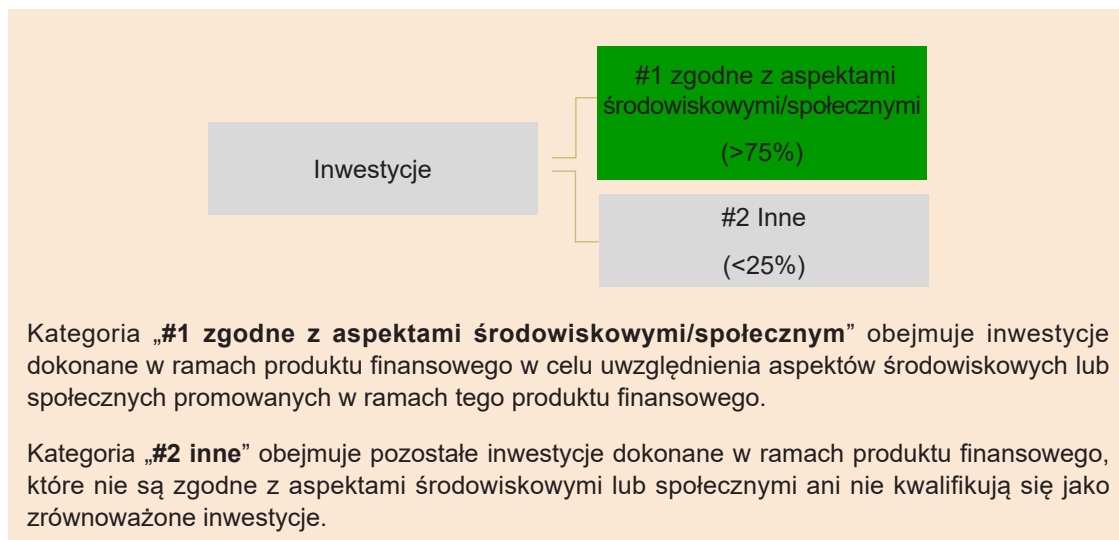 #1 zgodne z aspektami
środowiskowymi/społecznymi
(>75%)
Inwestycje
#2 Inne
(<25%)
Kategoria „#1 zgodne z aspektami środowiskowymi/społecznym” obejmuje inwestycje
dokonane w ramach produktu finansowego w celu uwzględnienia aspektów środowiskowych lub
społecznych promowanych w ramach tego produktu finansowego.
Kategoria „#2 inne” obejmuje pozostałe inwestycje dokonane w ramach produktu finansowego,
które nie są zgodne z aspektami środowiskowymi lub społecznymi ani nie kwalifikują się jako
zrównoważone inwestycje.